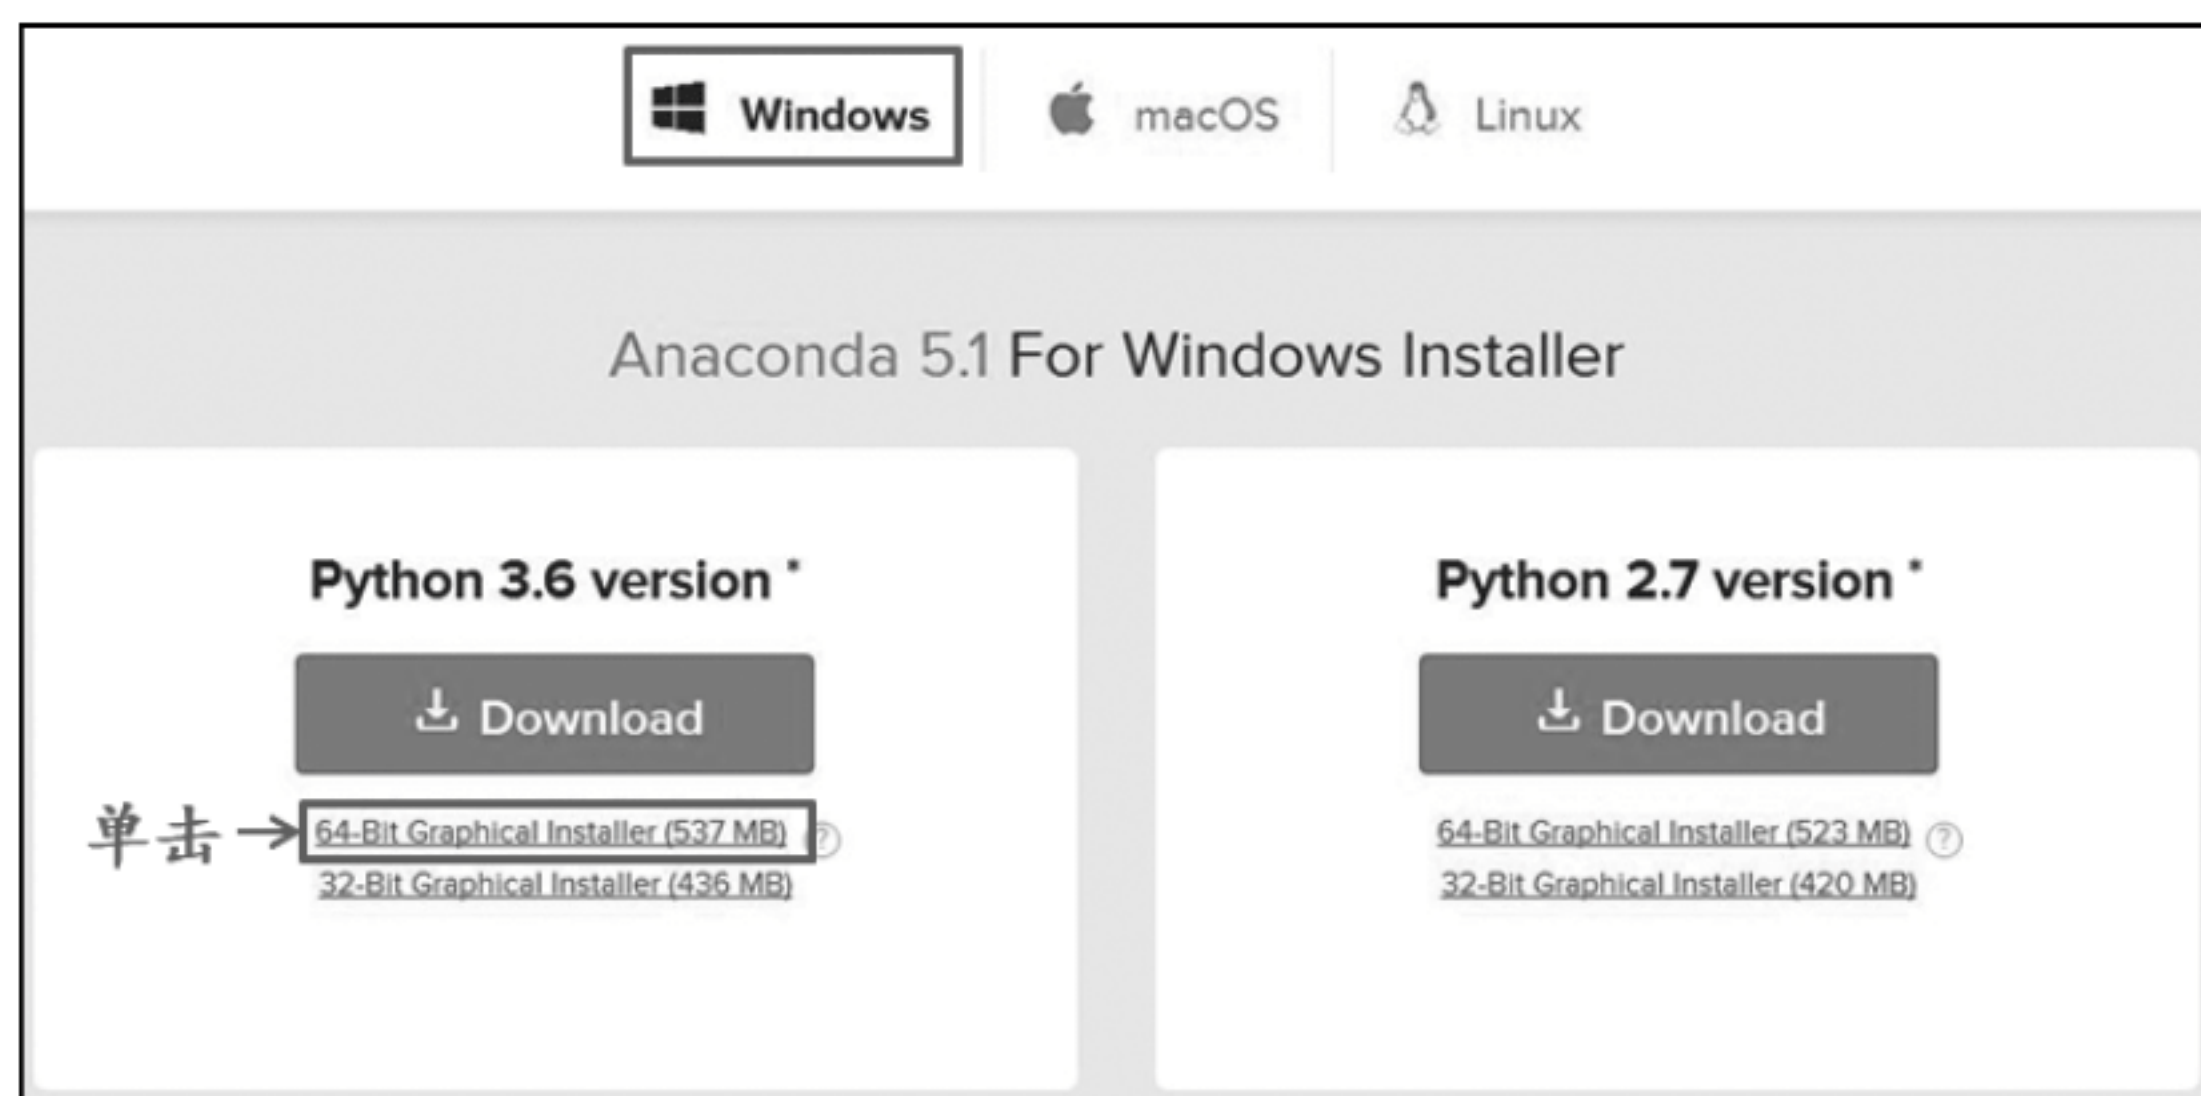 Windows macOS Linux
Anaconda 5.1 For Windows Installer
Python 3.6 version *
Download
单击 64-Bit Graphical Installer (537 MB) ?
32-Bit Graphical Installer (436 MB)
Python 2.7 version *
Download
64-Bit Graphical Installer (523 MB) ?
32-Bit Graphical Installer (420 MB)